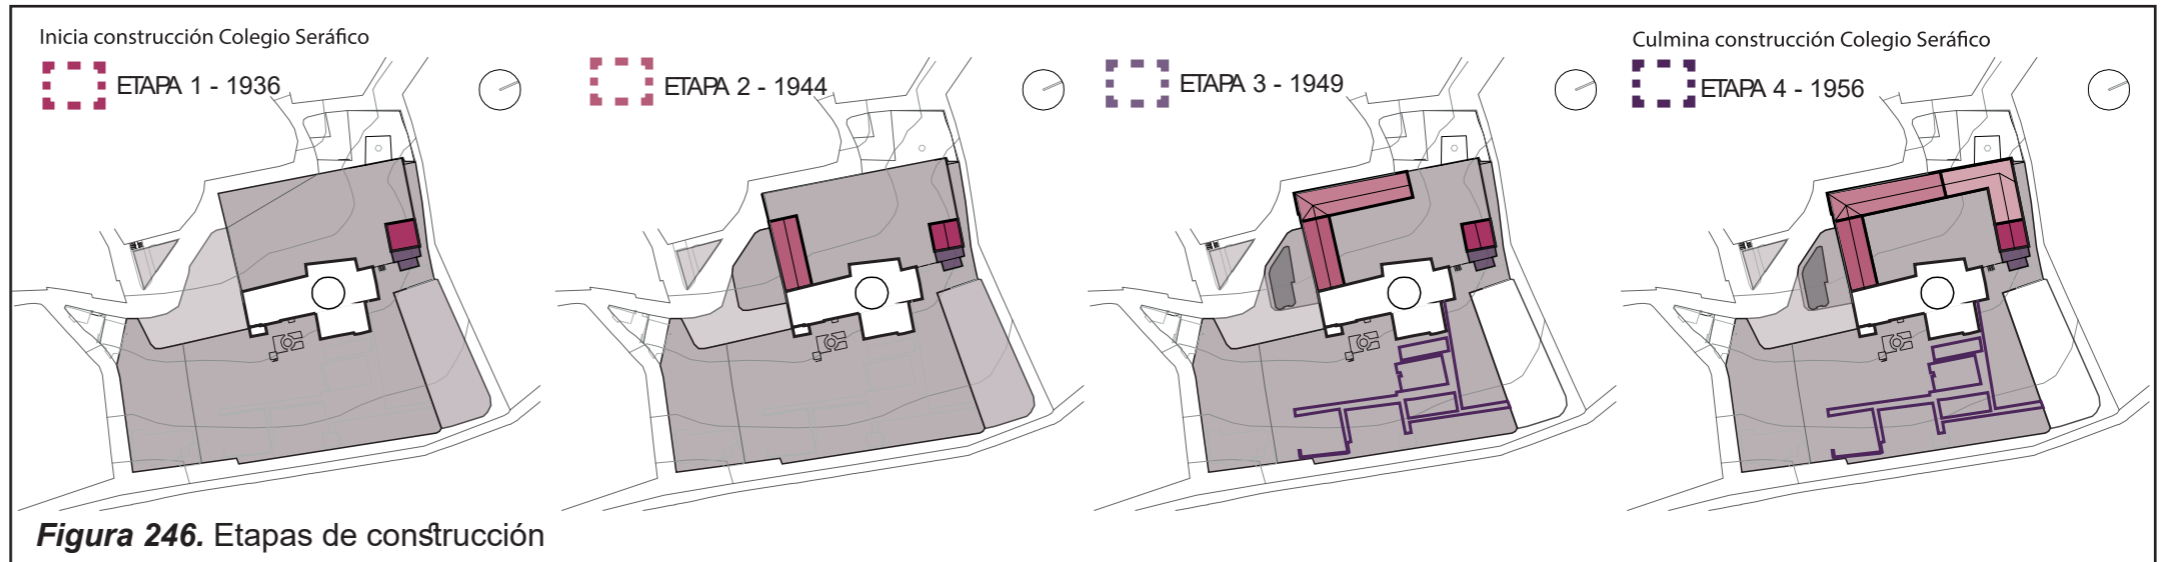 Inicia construcción Colegio Seráfico
ETAPA 1 - 1936
ETAPA 2 - 1944
ETAPA 3 - 1949
Culmina construcción Colegio Seráfico
ETAPA 4 - 1956
Figura 246. Etapas de construcción